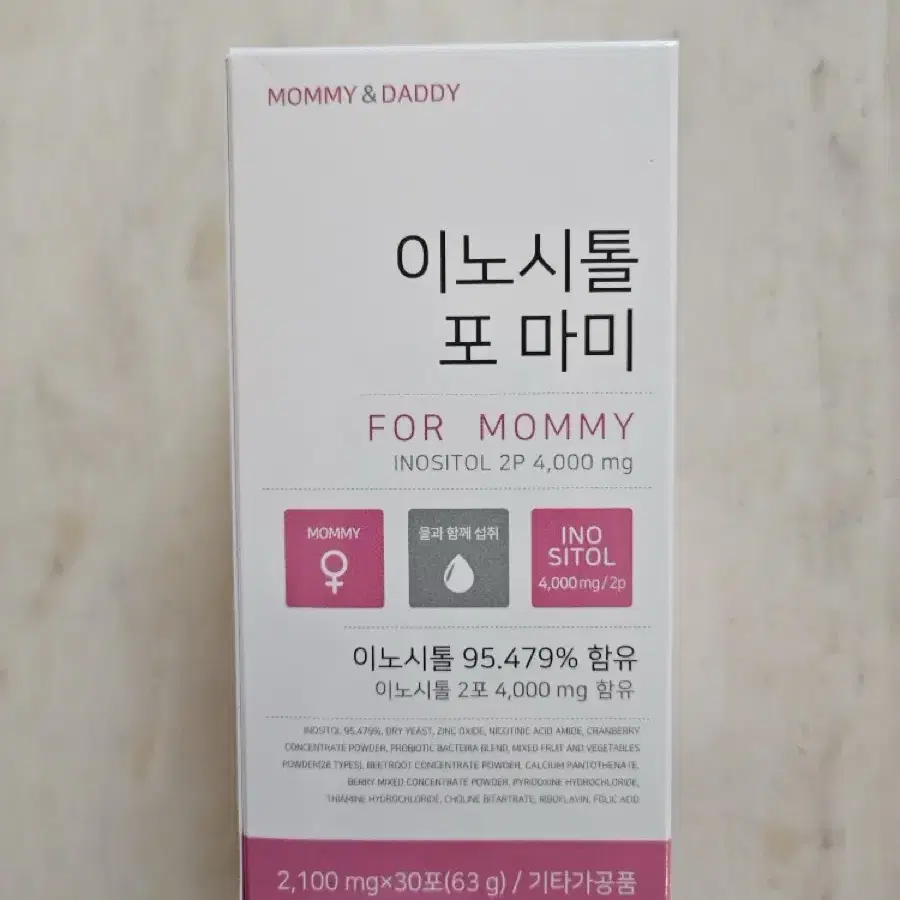 MOMMY & DADDY
이노시톨
포 마미
FOR MOMMY
INOSITOL 2P 4,000 mg
MOMMY
물과 함께 섭취
INO
SITOL
4,000mg/2p
이노시톨 95.479% 함유
이노시톨 2포 4,000 mg 함유
INOSITOL 95.479%, DRY YEAST, ZINC OXIDE, NICOTINIC ACID AMIDE, CRANBERRY
CONCENTRATE POWDER, PROBIOTIC BACTERIA BLEND, MIXED FRUIT AND VEGETABLES
POWDER(26 TYPES), BEETROOT CONCENTRATE POWDER, CALCIUM PANTOTHENATE,
BERRY MIXED CONCENTRATE POWDER, PYRIDOXINE HYDROCHLORIDE,
THIAMINE HYDROCHLORIDE, CHOLINE BITARTRATE, RIBOFLAVIN, FOLIC ACID
2,100 mg×30포(63 g) / 기타가공품